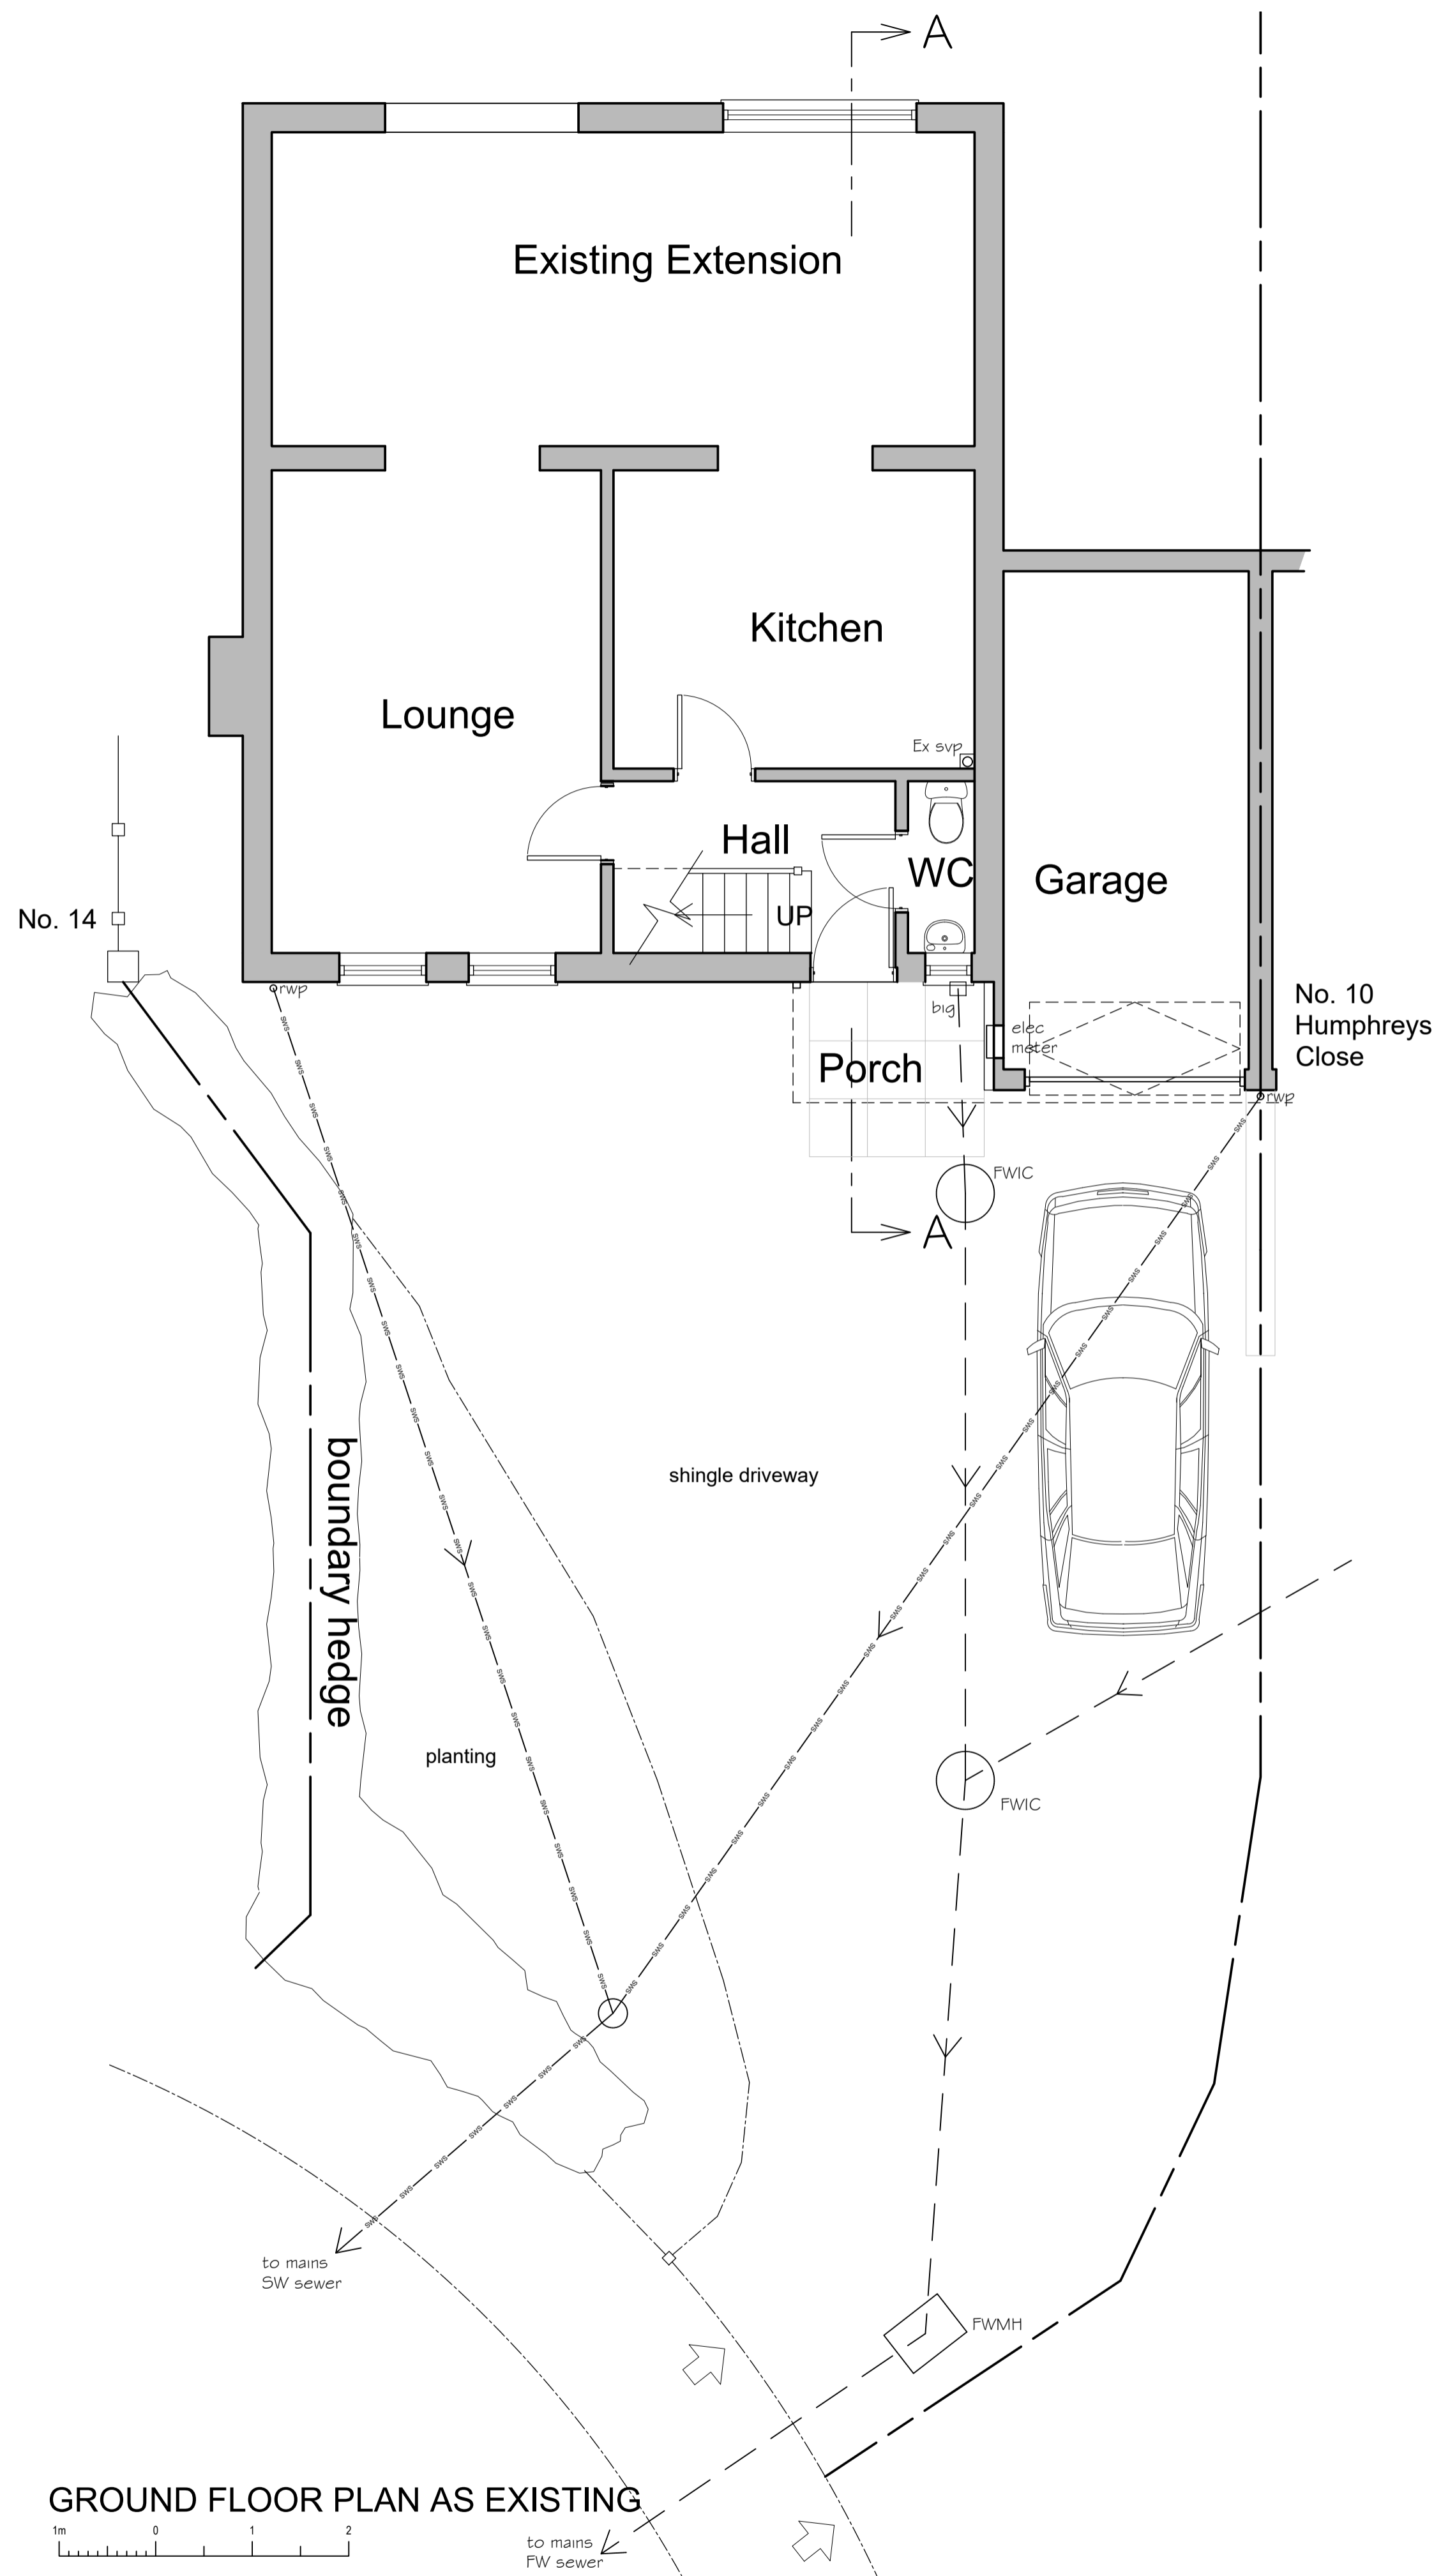 A
Existing Extension
Kitchen
Lounge
Ex svp
Hall
WC
Garage
UP
No. 14
rwp
big
elec
meter
No. 10
Humphreys
Close
Porch
rwp
FWIC
A
sws
boundary hedge
shingle driveway
planting
FWIC
to mains
SW sewer
FWMH
GROUND FLOOR PLAN AS EXISTING
1m 0 1 2
to mains
FW sewer